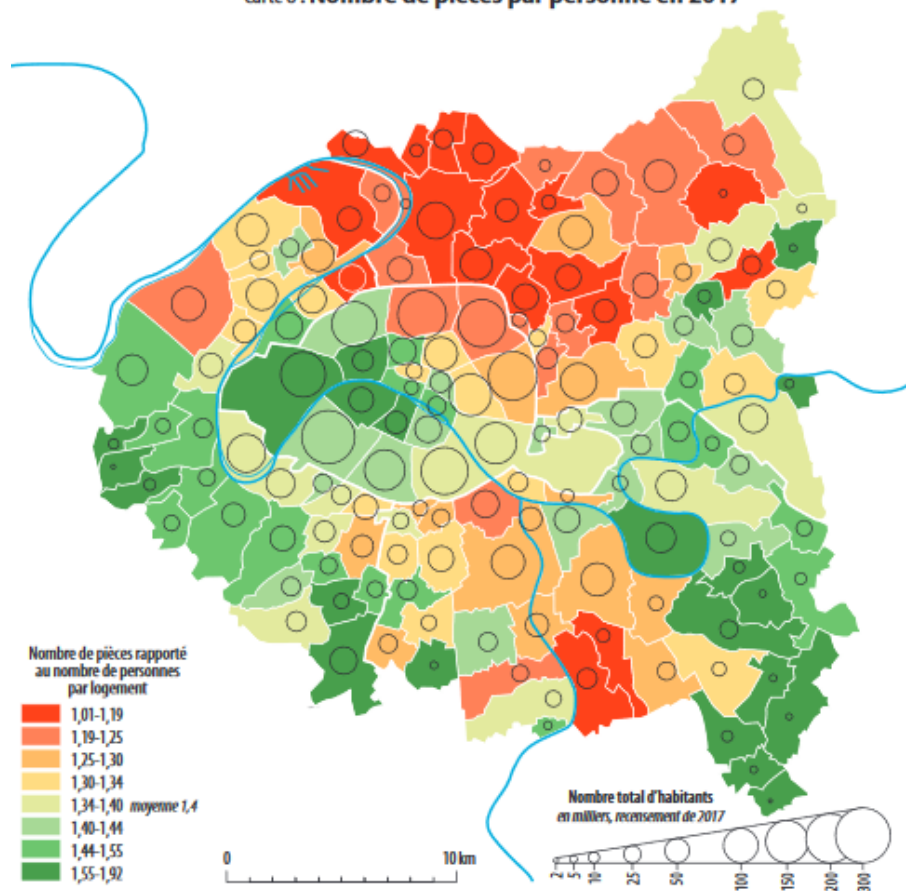 carte 6 : Nombre de pièces par personne en 2017
Nombre de pièces rapporté
au nombre de personnes
par logement
1,01-1,19
1,19-1,25
1,25-1,30
1,30-1,34
1,34-1,40 moyenne 1,4
1,40-1,44
1,44-1,55
1,55-1,92
0 10 km
Nombre total d'habitants
en milliers, recensement de 2017
2 5 10 25 50 100 150 200 300